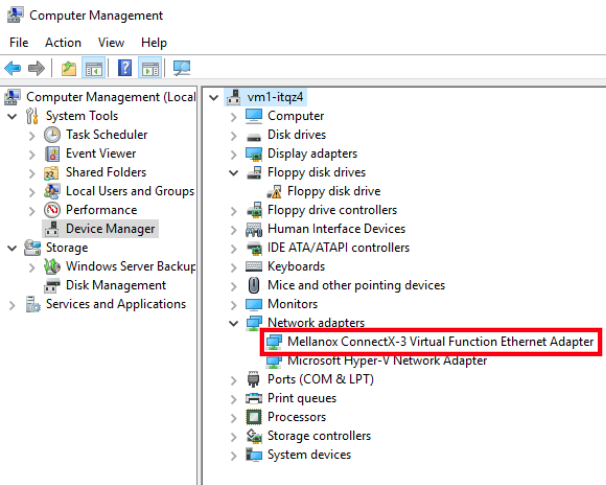 Computer Management
File Action View Help
Computer Management (Local
System Tools
Task Scheduler
Event Viewer
Shared Folders
Local Users and Groups
Performance
Device Manager
Storage
Windows Server Backup
Disk Management
Services and Applications
vm1-itqz4
Computer
Disk drives
Display adapters
Floppy disk drives
Floppy disk drive
Floppy drive controllers
Human Interface Devices
IDE ATA/ATAPI controllers
Keyboards
Mice and other pointing devices
Monitors
Network adapters
Mellanox ConnectX-3 Virtual Function Ethernet Adapter
Microsoft Hyper-V Network Adapter
Ports (COM & LPT)
Print queues
Processors
Storage controllers
System devices